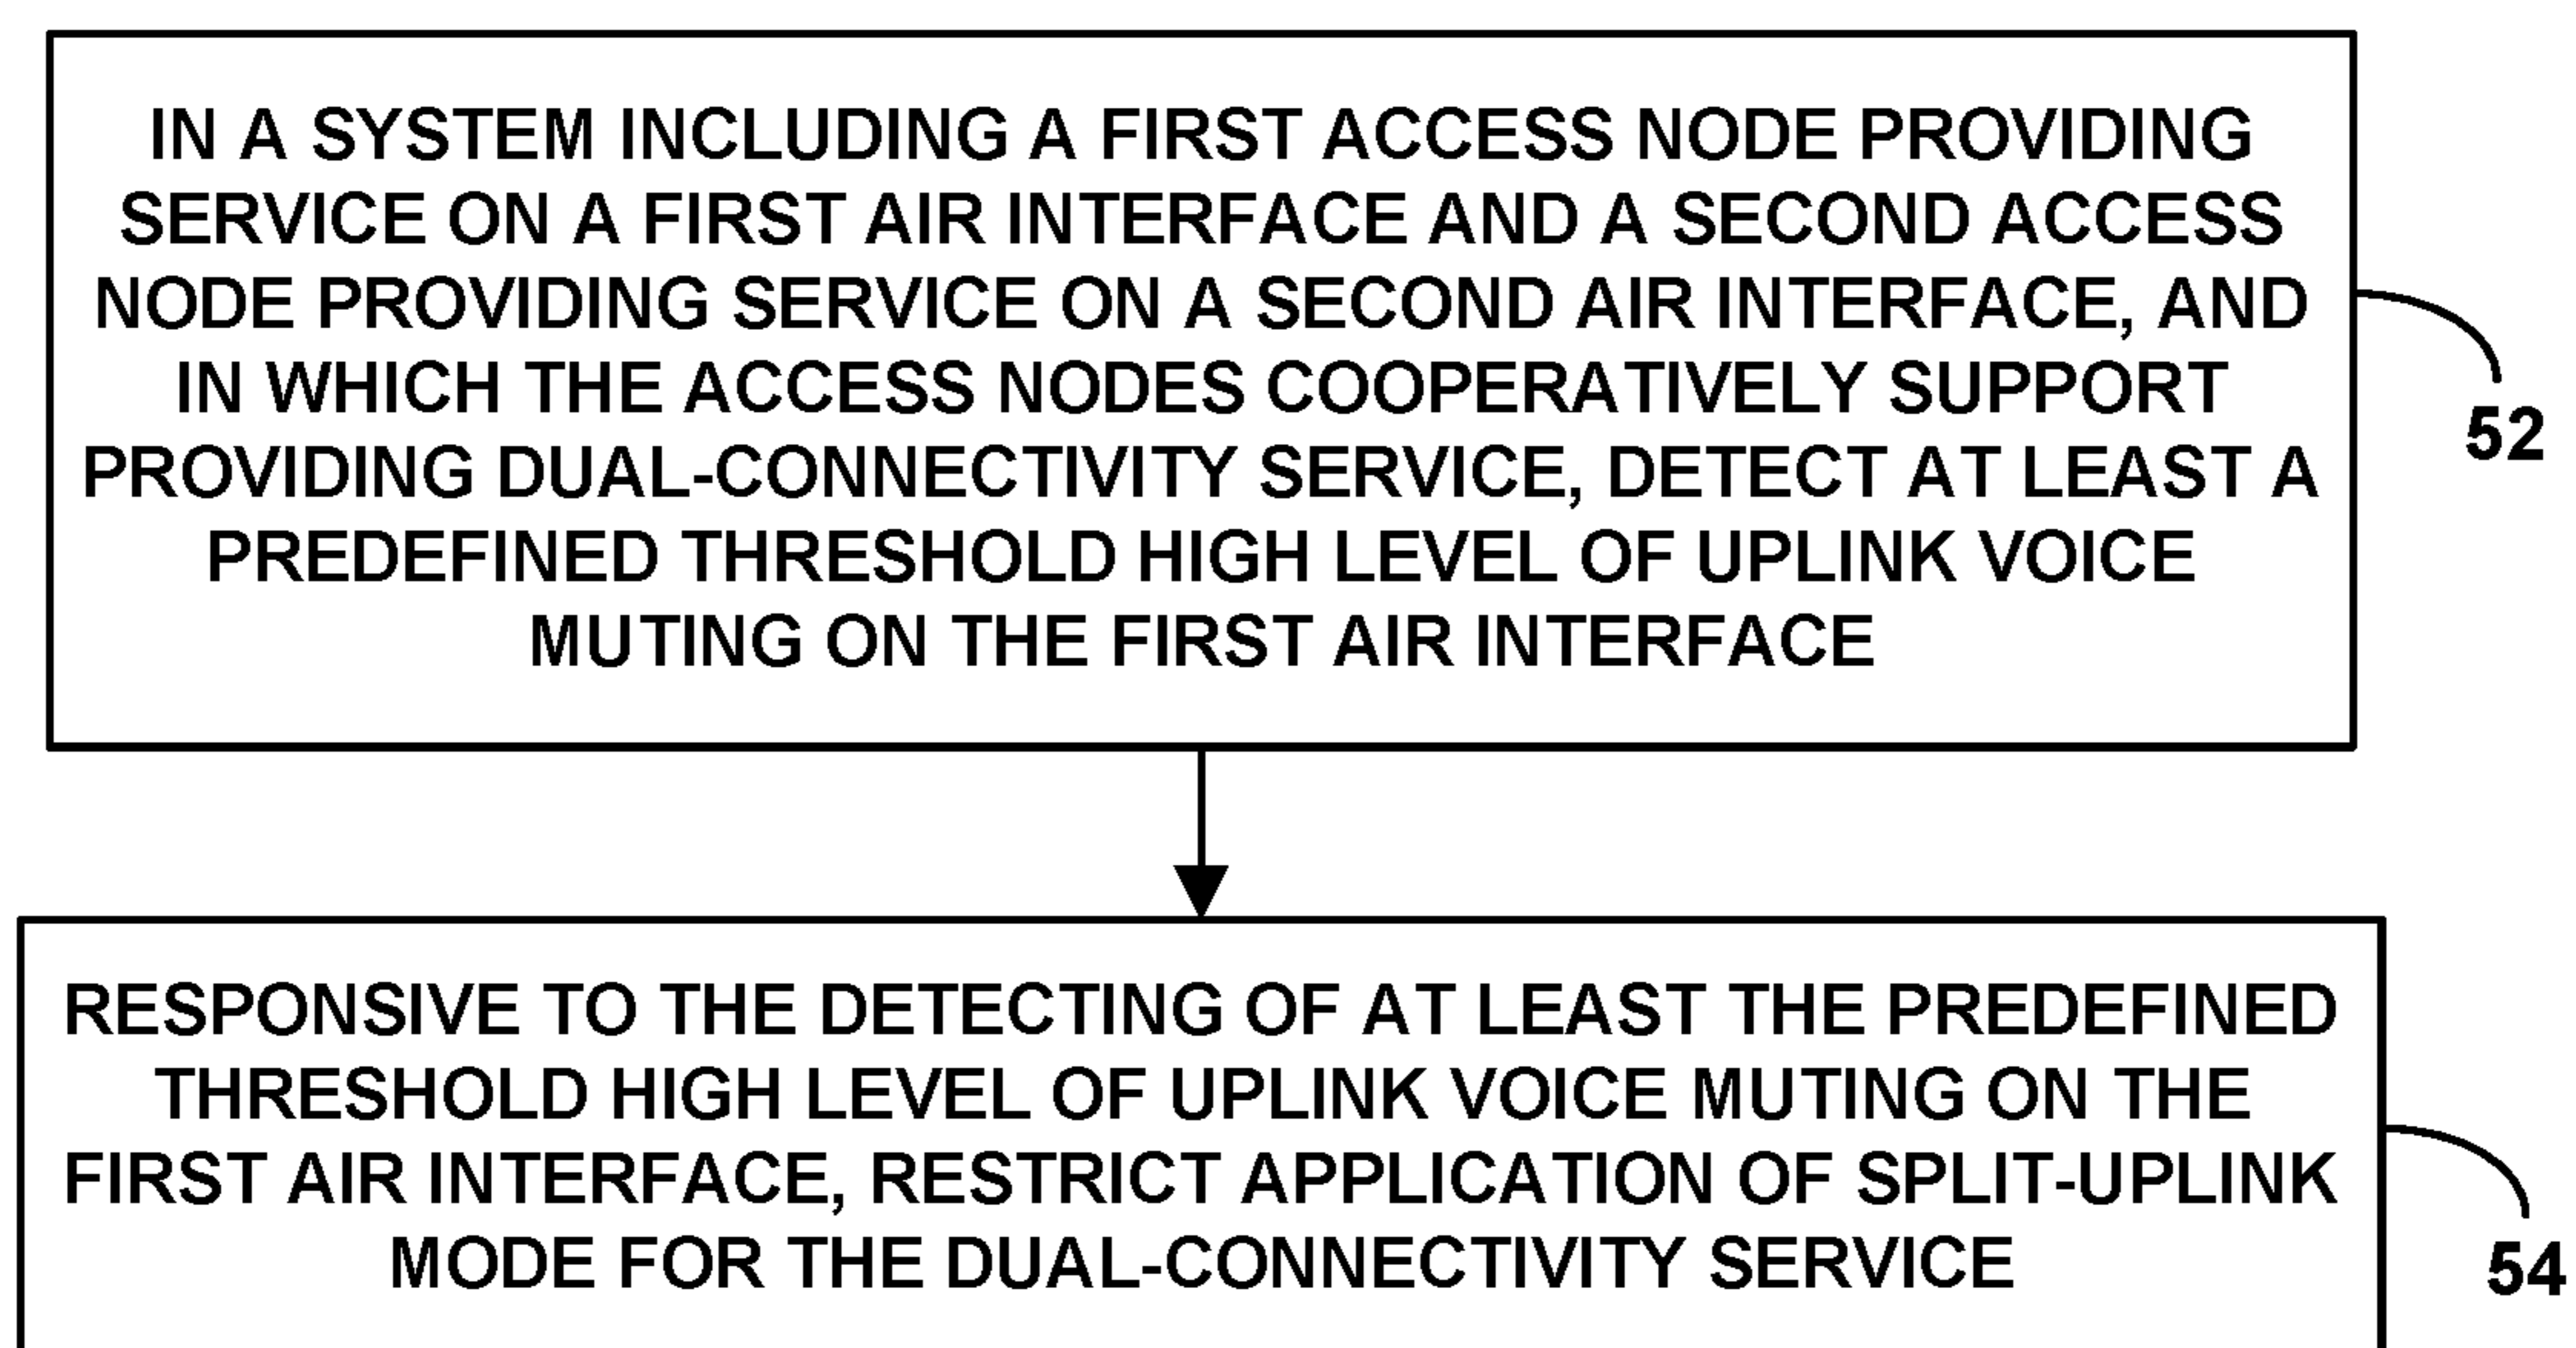 IN A SYSTEM INCLUDING A FIRST ACCESS NODE PROVIDING
SERVICE ON A FIRST AIR INTERFACE AND A SECOND ACCESS
NODE PROVIDING SERVICE ON A SECOND AIR INTERFACE, AND
IN WHICH THE ACCESS NODES COOPERATIVELY SUPPORT
PROVIDING DUAL-CONNECTIVITY SERVICE, DETECT AT LEAST A
PREDEFINED THRESHOLD HIGH LEVEL OF UPLINK VOICE
MUTING ON THE FIRST AIR INTERFACE
52
RESPONSIVE TO THE DETECTING OF AT LEAST THE PREDEFINED
THRESHOLD HIGH LEVEL OF UPLINK VOICE MUTING ON THE
FIRST AIR INTERFACE, RESTRICT APPLICATION OF SPLIT-UPLINK
MODE FOR THE DUAL-CONNECTIVITY SERVICE
54